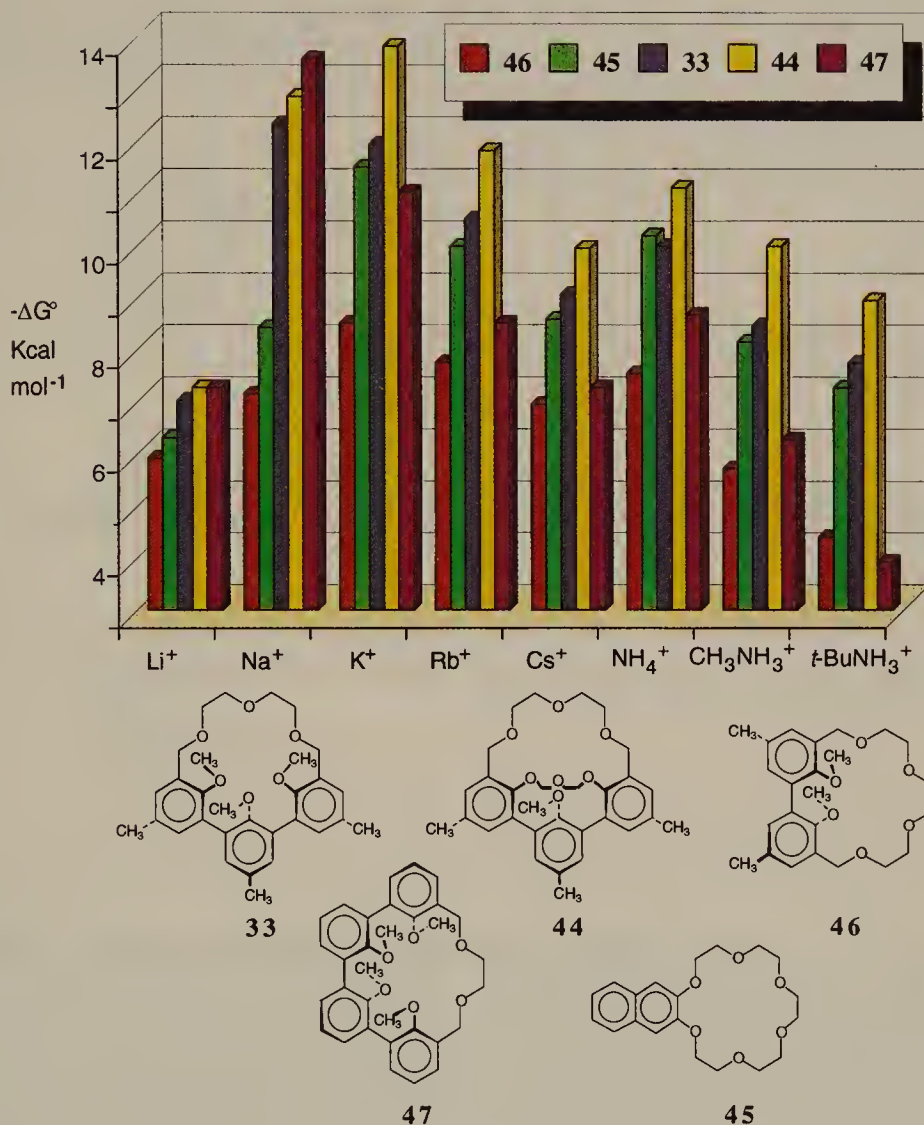 14
12
10
8
6
4
-ΔG°
Kcal
mol-1
46 45 33 44 47
Li+ Na+ K+ Rb+ Cs+ NH4+ CH3NH3+ t-BuNH3+
O
O O
CH3 CH3
O O
CH3 O
CH3 CH3
CH3
33
O
O O
O O O
CH3
CH3 CH3
CH3
44
CH3
O
CH3
O O
CH3
O O
CH3 O
46
O CH3
CH3 O
O
CH3
O CH3
O
O
47
O
O O
O O
O
45